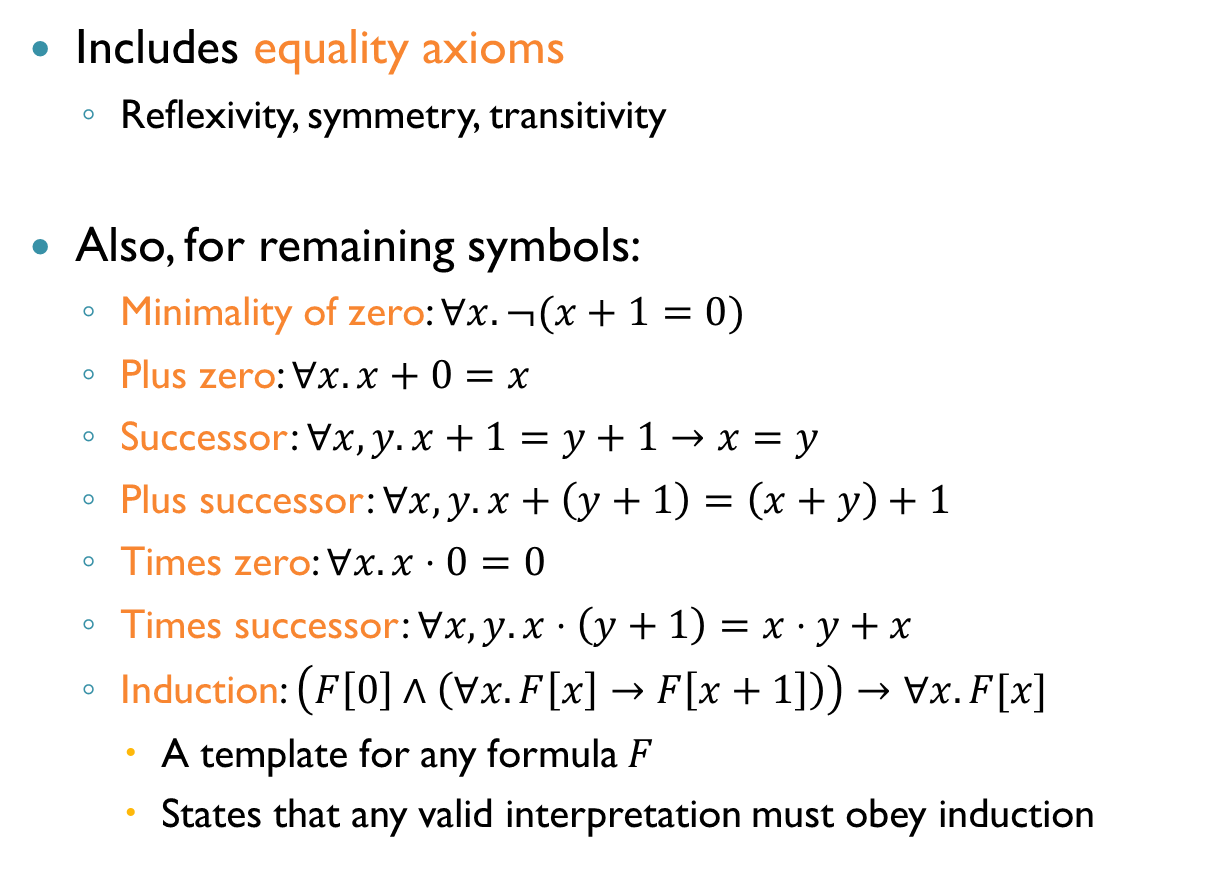 • Includes equality axioms
◦ Reflexivity, symmetry, transitivity
• Also, for remaining symbols:
◦ Minimality of zero: ∀x. ¬(x + 1 = 0)
◦ Plus zero: ∀x. x + 0 = x
◦ Successor: ∀x, y. x + 1 = y + 1 → x = y
◦ Plus successor: ∀x, y. x + (y + 1) = (x + y) + 1
◦ Times zero: ∀x. x · 0 = 0
◦ Times successor: ∀x, y. x · (y + 1) = x · y + x
◦ Induction: (F[0] ∧ (∀x. F[x] → F[x + 1])) → ∀x. F[x]
• A template for any formula F
• States that any valid interpretation must obey induction